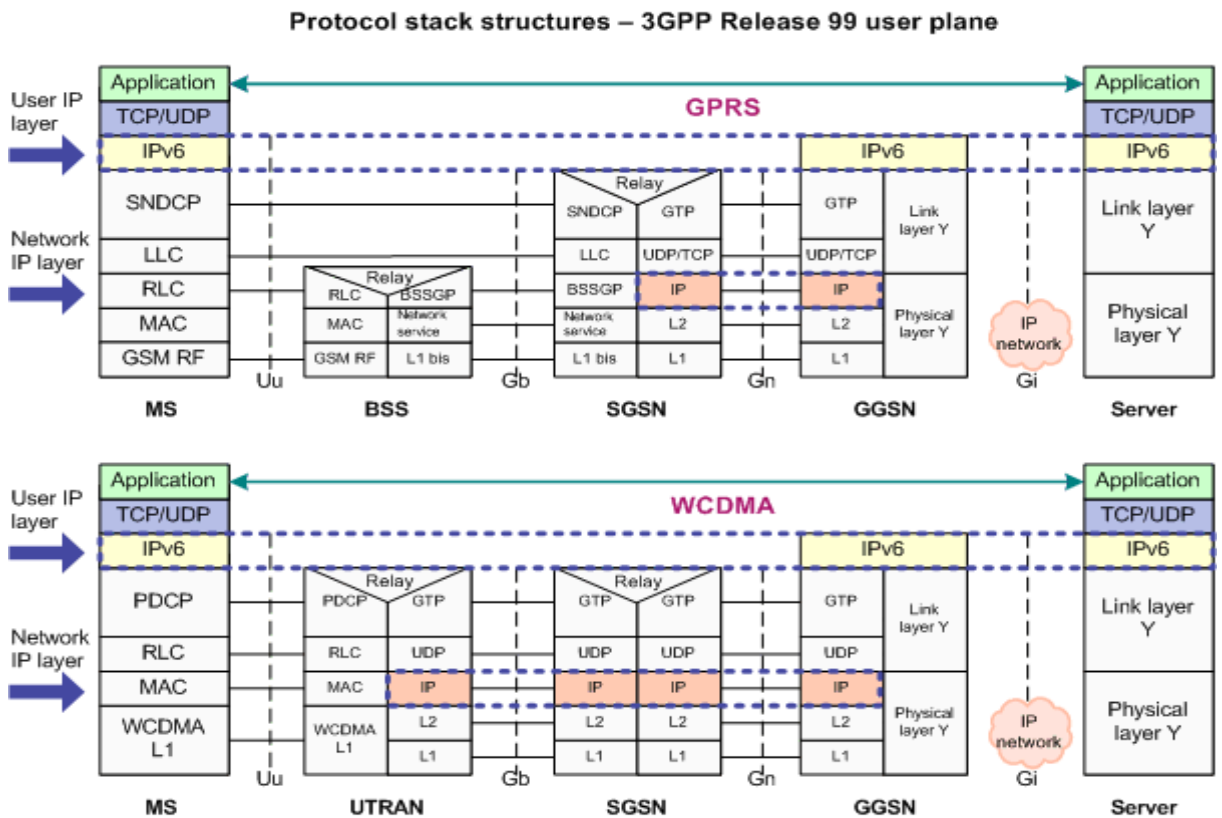 Protocol stack structures – 3GPP Release 99 user plane
User IP
layer
Network
IP layer
GPRS
Application
TCP/UDP
IPv6
SNDCP
LLC
RLC
MAC
GSM RF
MS
Uu
Relay
RLC
BSSGP
MAC
Network
service
GSM RF
L1 bis
BSS
Gb
Relay
SNDCP
GTP
LLC
UDP/TCP
BSSGP
IP
Network
service
L2
L1 bis
L1
SGSN
Gn
IPv6
GTP
Link
layer Y
UDP/TCP
IP
L2
Physical
layer Y
L1
GGSN
IP
network
Gi
Application
TCP/UDP
IPv6
Link layer
Y
Physical
layer Y
Server
User IP
layer
Network
IP layer
WCDMA
Application
TCP/UDP
IPv6
PDCP
RLC
MAC
WCDMA
L1
MS
Uu
Relay
PDCP
GTP
RLC
UDP
MAC
IP
WCDMA
L1
L2
L1
UTRAN
Gb
Relay
GTP
GTP
UDP
UDP
IP
IP
L2
L2
L1
L1
SGSN
Gn
IPv6
GTP
Link
layer Y
UDP
IP
L2
Physical
layer Y
L1
GGSN
IP
network
Gi
Application
TCP/UDP
IPv6
Link layer
Y
Physical
layer Y
Server